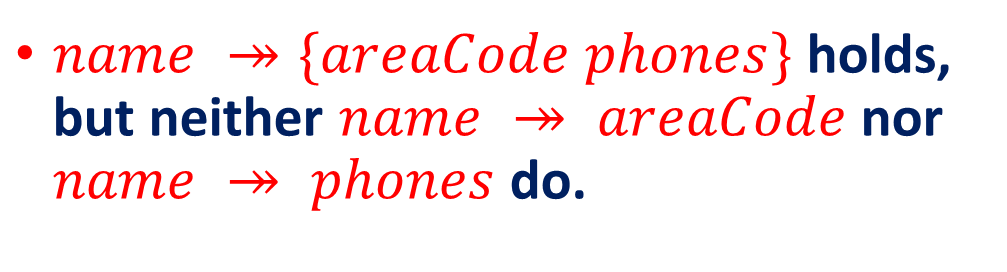 • name ↠ {areaCode phones} holds,
but neither name ↠ areaCode nor
name ↠ phones do.